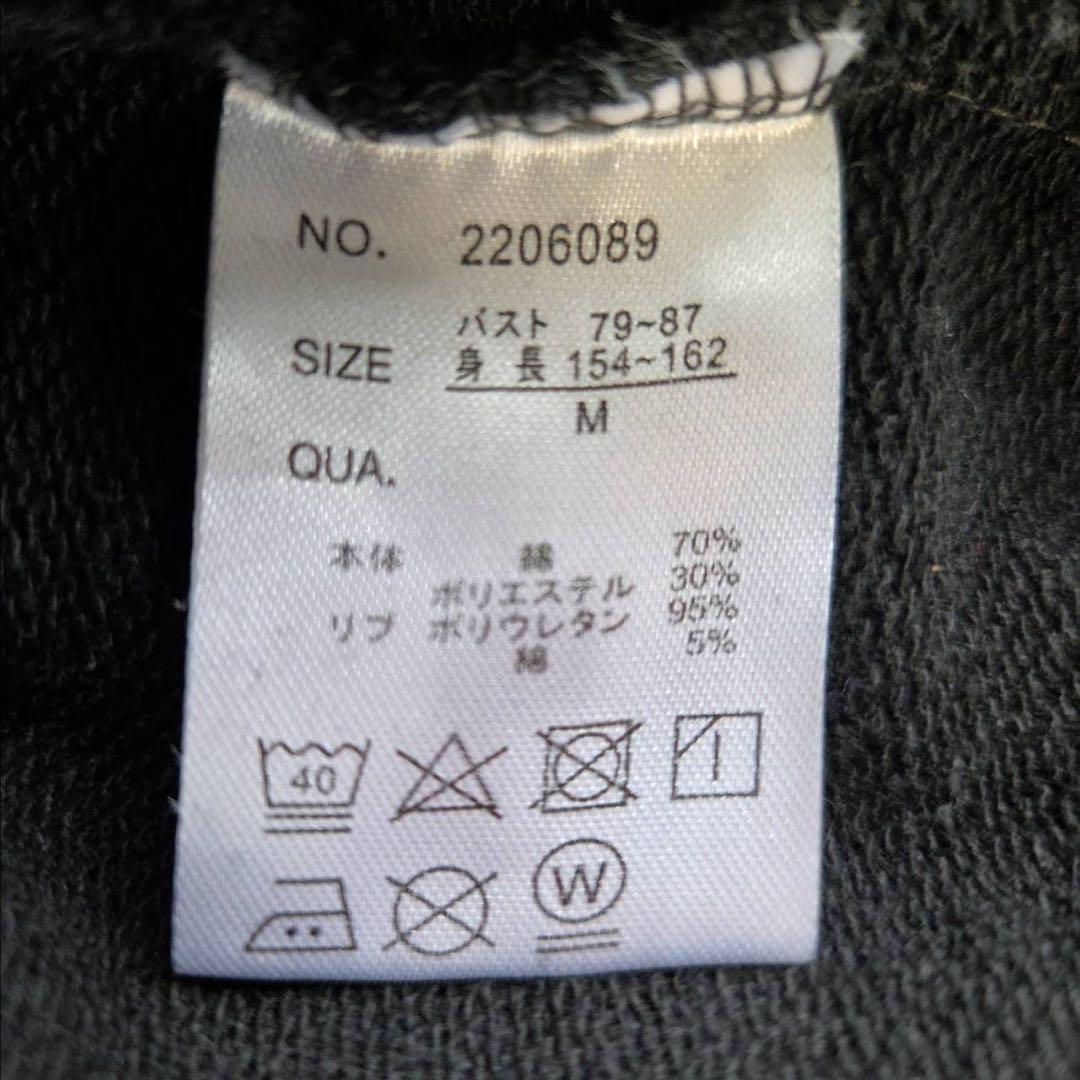 NO. 2206089
バスト 79~87
SIZE 身長 154~162
M
QUA.
本体 綿 70%
ポリエステル 30%
リブ ポリウレタン 95%
綿 5%
40
W